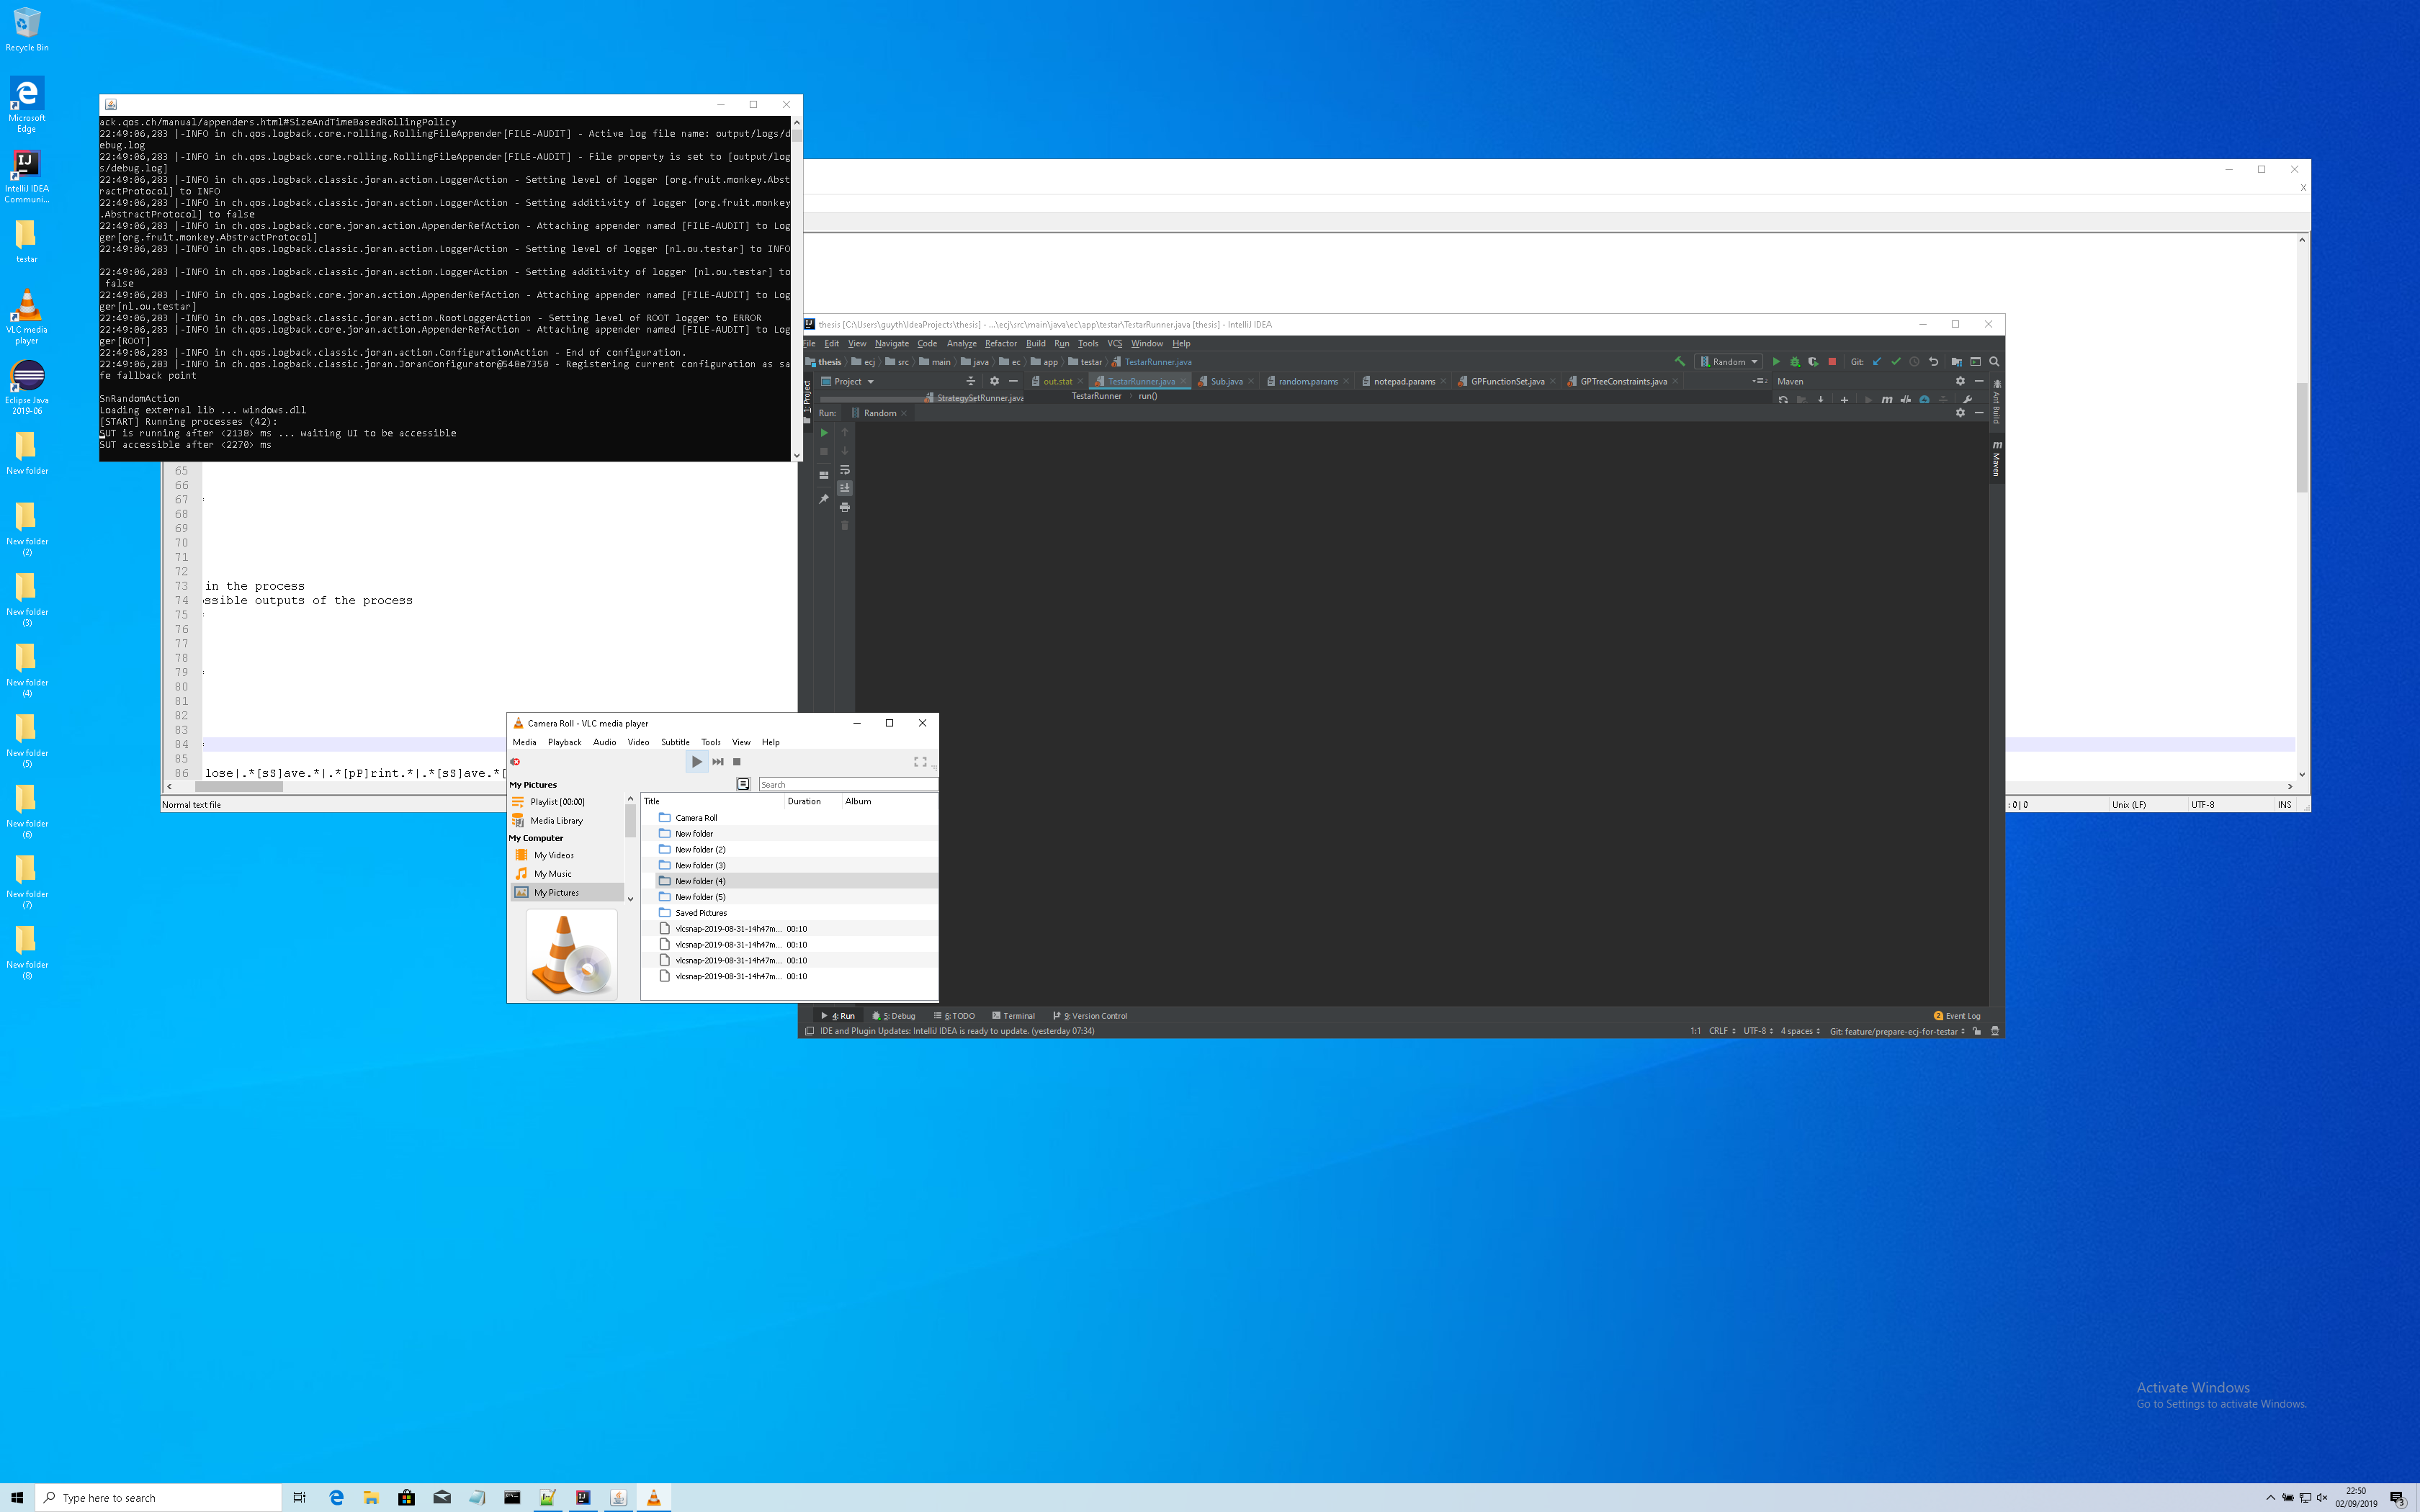 Recycle Bin
Microsoft
Edge
IntelliJ IDEA
Communi...
testar
VLC media
player
Eclipse Java
2019-06
New folder
New folder
(2)
New folder
(3)
New folder
(4)
New folder
(5)
New folder
(6)
New folder
(7)
New folder
(8)
ack.qos.ch/manual/appenders.html#SizeAndTimeBasedRollingPolicy
22:49:06,283 |-INFO in ch.qos.logback.core.rolling.RollingFileAppender[FILE-AUDIT] - Active log file name: output/logs/d
ebug.log
22:49:06,283 |-INFO in ch.qos.logback.core.rolling.RollingFileAppender[FILE-AUDIT] - File property is set to [output/log
s/debug.log]
22:49:06,283 |-INFO in ch.qos.logback.classic.joran.action.LoggerAction - Setting level of logger [org.fruit.monkey.Abst
ractProtocol] to INFO
22:49:06,283 |-INFO in ch.qos.logback.classic.joran.action.LoggerAction - Setting additivity of logger [org.fruit.monkey
.AbstractProtocol] to false
22:49:06,283 |-INFO in ch.qos.logback.core.joran.action.AppenderRefAction - Attaching appender named [FILE-AUDIT] to Log
ger[org.fruit.monkey.AbstractProtocol]
22:49:06,283 |-INFO in ch.qos.logback.classic.joran.action.LoggerAction - Setting level of logger [nl.ou.testar] to INFO
22:49:06,283 |-INFO in ch.qos.logback.classic.joran.action.LoggerAction - Setting additivity of logger [nl.ou.testar] to
false
22:49:06,283 |-INFO in ch.qos.logback.core.joran.action.AppenderRefAction - Attaching appender named [FILE-AUDIT] to Log
ger[nl.ou.testar]
22:49:06,283 |-INFO in ch.qos.logback.classic.joran.action.RootLoggerAction - Setting level of ROOT logger to ERROR
22:49:06,283 |-INFO in ch.qos.logback.core.joran.action.AppenderRefAction - Attaching appender named [FILE-AUDIT] to Log
ger[ROOT]
22:49:06,283 |-INFO in ch.qos.logback.classic.joran.action.ConfigurationAction - End of configuration.
22:49:06,283 |-INFO in ch.qos.logback.classic.joran.JoranConfigurator@548e7350 - Registering current configuration as sa
fe fallback point
SnRandomAction
Loading external lib ... windows.dll
[START] Running processes (42):
SUT is running after <2138> ms ... waiting UI to be accessible
SUT accessible after <2270> ms
65
66
67
68
69
70
71
72
73 in the process
74 ossible outputs of the process
75
76
77
78
79
80
81
82
83
84
85
86 lose|.*[sS]ave.*|.*[pP]rint.*|.*[sS]ave.*[
Normal text file
: 0 | 0 Unix (LF) UTF-8 INS
thesis [C:\Users\guyth\IdeaProjects\thesis] - ...\ecj\src\main\java\ec\app\testar\TestarRunner.java [thesis] - IntelliJ IDEA
File Edit View Navigate Code Analyze Refactor Build Run Tools VCS Window Help
thesis ecj src main java ec app testar TestarRunner.java Random Git:
1: Project
Project out.stat TestarRunner.java Sub.java random.params notepad.params GPFunctionSet.java GPTreeConstraints.java Maven
StrategySetRunner.java TestarRunner run()
Run: Random
Ant Build
m Maven
4: Run 5: Debug 6: TODO Terminal 9: Version Control 2 Event Log
IDE and Plugin Updates: IntelliJ IDEA is ready to update. (yesterday 07:34) 1:1 CRLF UTF-8 4 spaces Git: feature/prepare-ecj-for-testar
Camera Roll - VLC media player
Media Playback Audio Video Subtitle Tools View Help
My Pictures Search
Playlist [00:00]
Media Library
My Computer
My Videos
My Music
My Pictures
Title Duration Album
Camera Roll
New folder
New folder (2)
New folder (3)
New folder (4)
New folder (5)
Saved Pictures
vlcsnap-2019-08-31-14h47m... 00:10
vlcsnap-2019-08-31-14h47m... 00:10
vlcsnap-2019-08-31-14h47m... 00:10
vlcsnap-2019-08-31-14h47m... 00:10
Activate Windows
Go to Settings to activate Windows.
Type here to search
22:50
02/09/2019
3